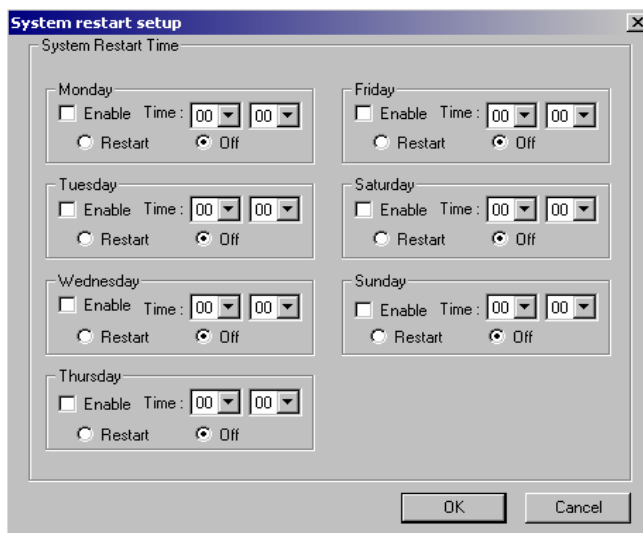 System restart setup
System Restart Time
Monday
Enable Time : 00 00
Restart Off
Tuesday
Enable Time : 00 00
Restart Off
Wednesday
Enable Time : 00 00
Restart Off
Thursday
Enable Time : 00 00
Restart Off
Friday
Enable Time : 00 00
Restart Off
Saturday
Enable Time : 00 00
Restart Off
Sunday
Enable Time : 00 00
Restart Off
OK Cancel